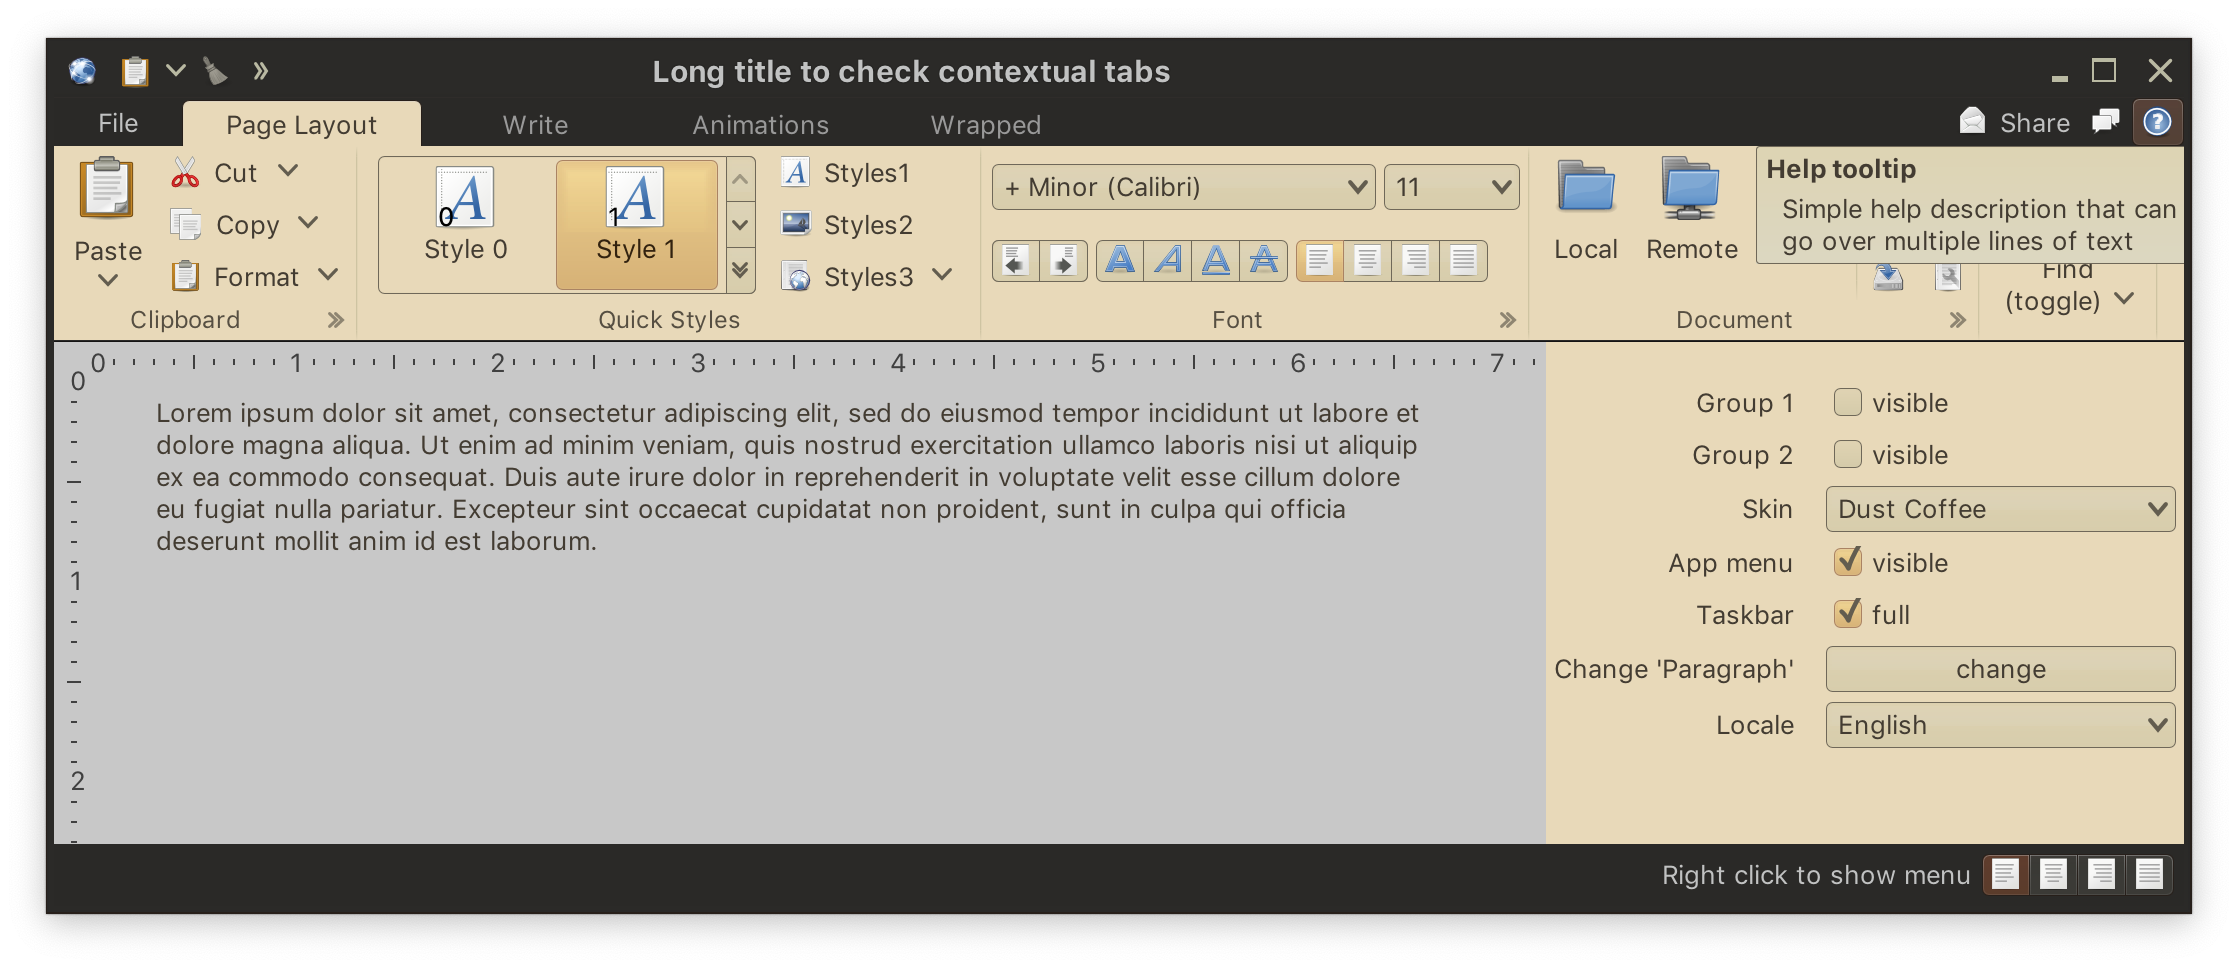 Long title to check contextual tabs
File
Page Layout
Write
Animations
Wrapped
Share
Paste
Cut
Copy
Format
Clipboard
0
Style 0
1
Style 1
Styles1
Styles2
Styles3
Quick Styles
+ Minor (Calibri)
11
Font
Local
Remote
Document
Help tooltip
Simple help description that can
go over multiple lines of text
Find
(toggle)
0 1 2 3 4 5 6 7
0
1
2
Lorem ipsum dolor sit amet, consectetur adipiscing elit, sed do eiusmod tempor incididunt ut labore et
dolore magna aliqua. Ut enim ad minim veniam, quis nostrud exercitation ullamco laboris nisi ut aliquip
ex ea commodo consequat. Duis aute irure dolor in reprehenderit in voluptate velit esse cillum dolore
eu fugiat nulla pariatur. Excepteur sint occaecat cupidatat non proident, sunt in culpa qui officia
deserunt mollit anim id est laborum.
Group 1 visible
Group 2 visible
Skin Dust Coffee
App menu visible
Taskbar full
Change 'Paragraph' change
Locale English
Right click to show menu